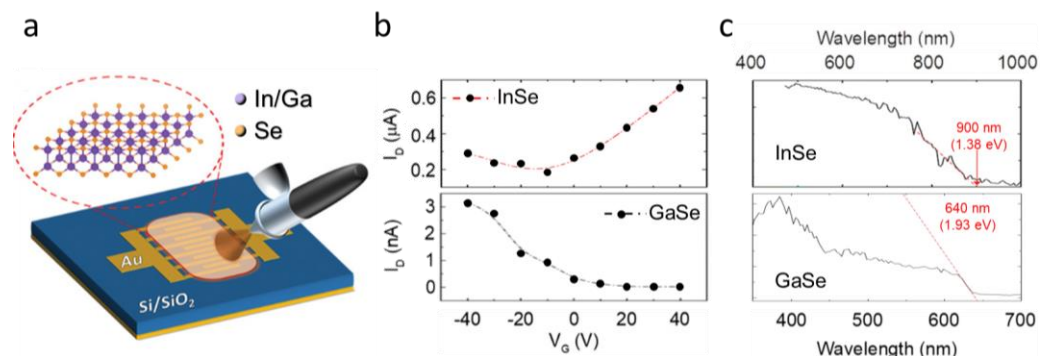 a
In/Ga
Se
Au
Si/SiO₂
b
InSe
I_D (μA)
0.6
0.4
0.2
GaSe
I_D (nA)
3
2
1
0
-40 -20 0 20 40
V_G (V)
c
Wavelength (nm)
400 600 800 1000
900 nm
(1.38 eV)
InSe
640 nm
(1.93 eV)
GaSe
400 500 600 700
Wavelength (nm)